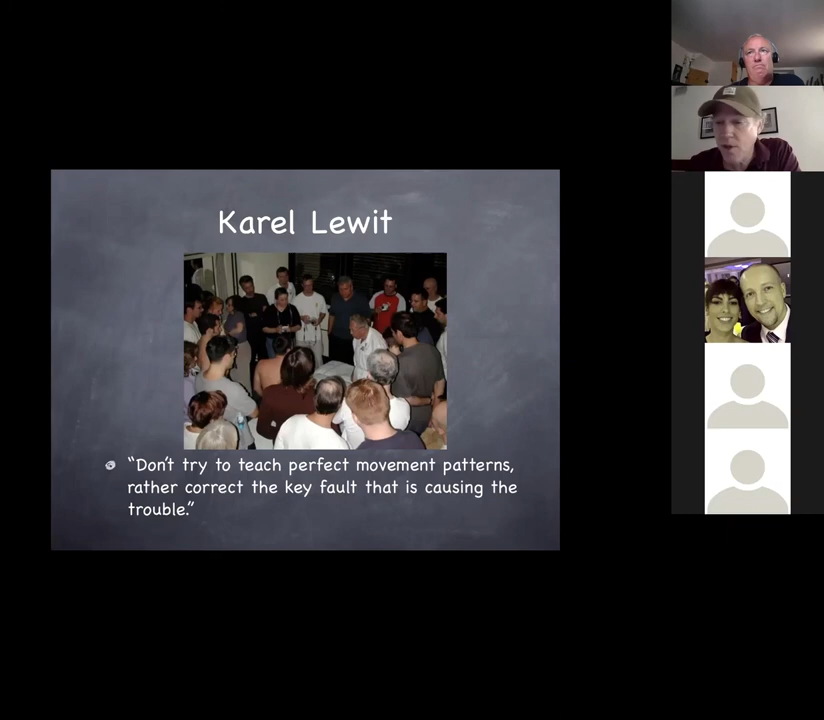 Karel Lewit
“Don’t try to teach perfect movement patterns,
rather correct the key fault that is causing the
trouble.”